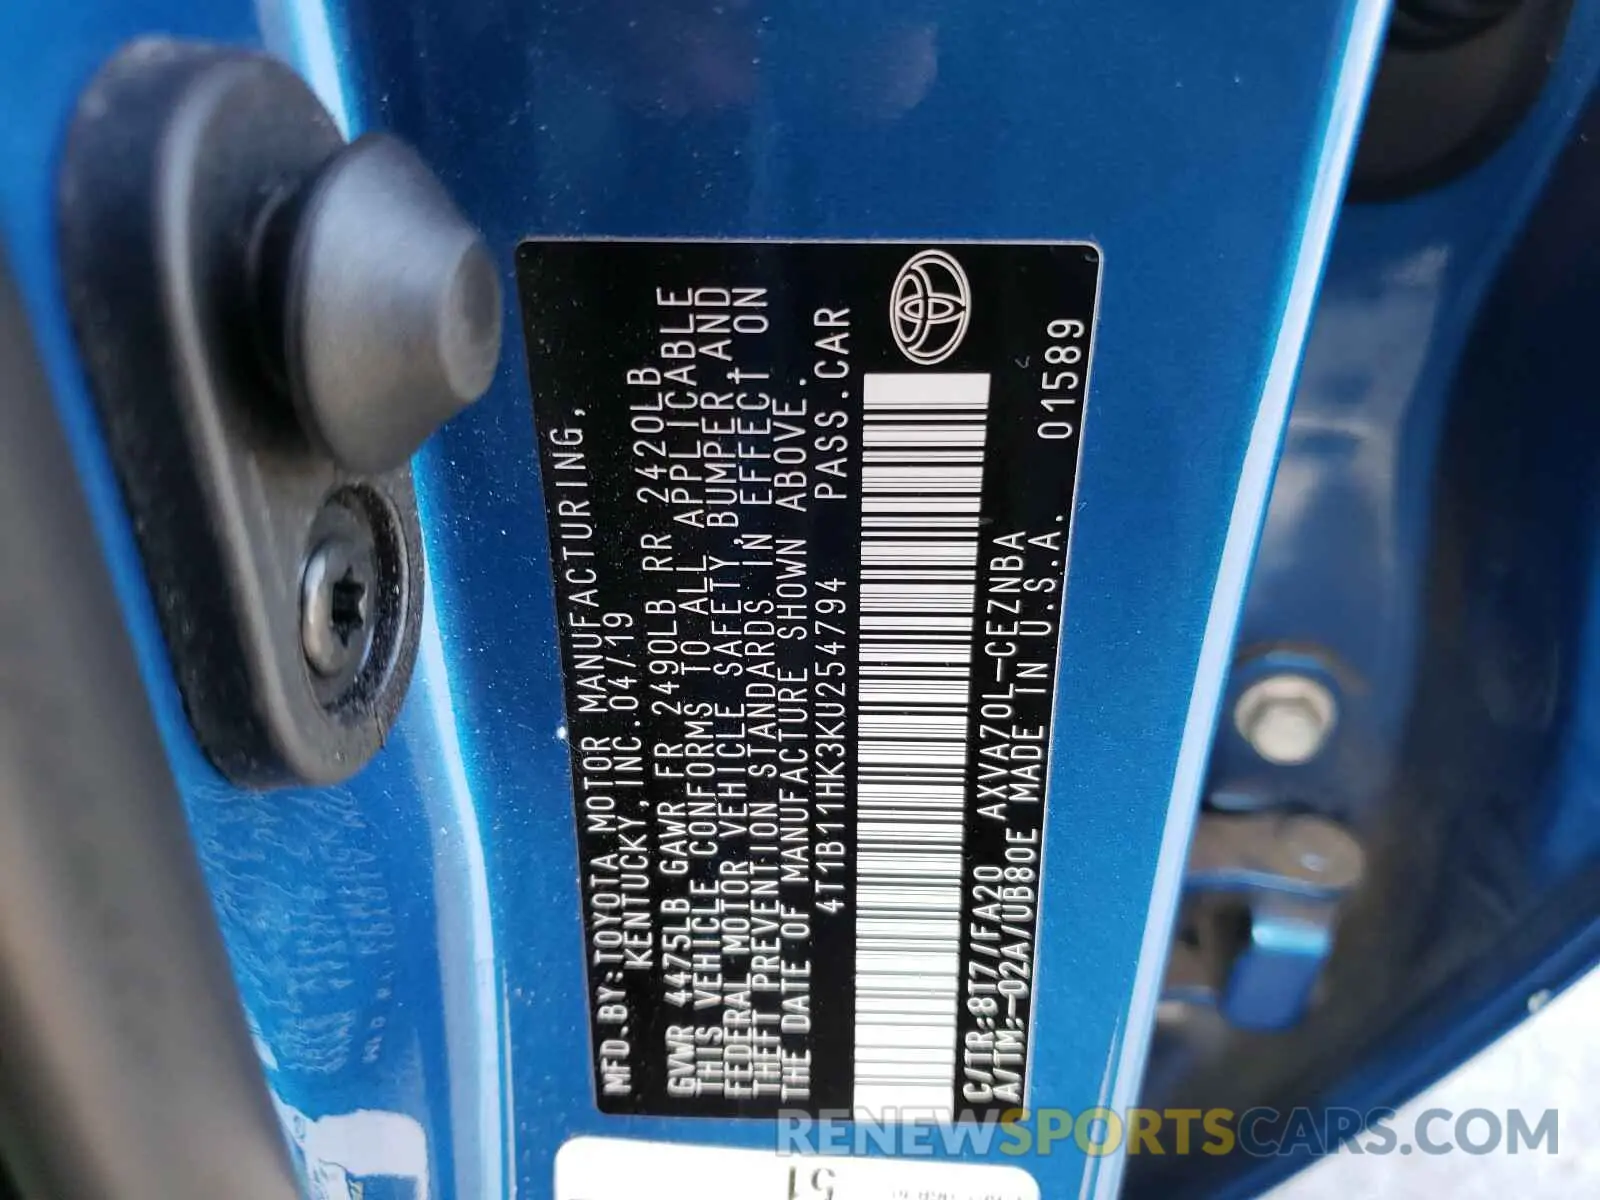 MFD.BY:TOYOTA MOTOR MANUFACTURING,
KENTUCKY,INC.04/19
GVWR 4475LB GAWR FR 2490LB RR 2420LB
THIS VEHICLE CONFORMS TO ALL APPLICABLE
FEDERAL MOTOR VEHICLE SAFETY,BUMPER,AND
THEFT PREVENTION STANDARDS IN EFFECT ON
THE DATE OF MANUFACTURE SHOWN ABOVE.
4T1B11HK3KU254794 PASS.CAR
C/TR:8T7/FA20 AXVA70L-CEZNBA
A/TM:-02A/UB80E MADE IN U.S.A. 01589
51
RENEWSPORTSCARS.COM